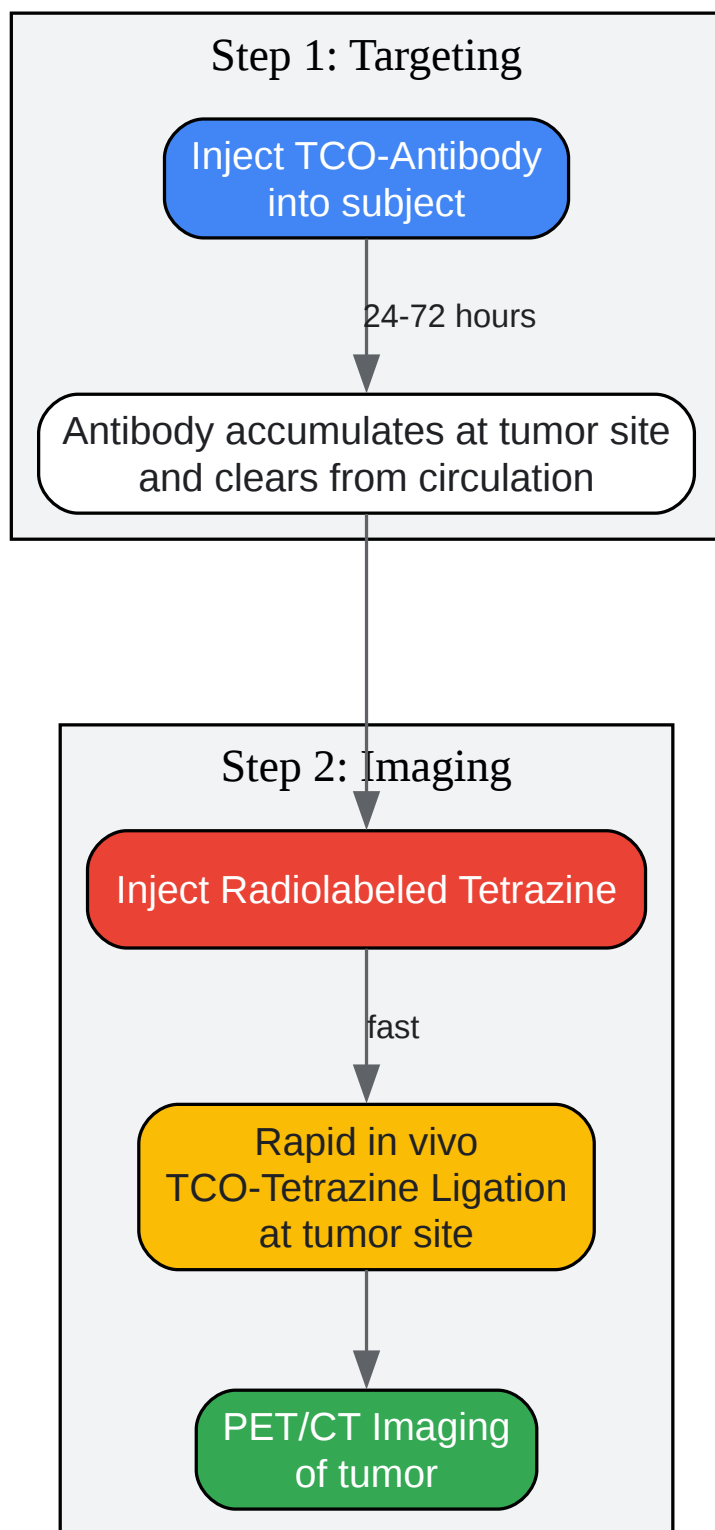 Step 1: Targeting
Inject TCO-Antibody
into subject
24-72 hours
Antibody accumulates at tumor site
and clears from circulation
Step 2: Imaging
Inject Radiolabeled Tetrazine
fast
Rapid in vivo
TCO-Tetrazine Ligation
at tumor site
PET/CT Imaging
of tumor